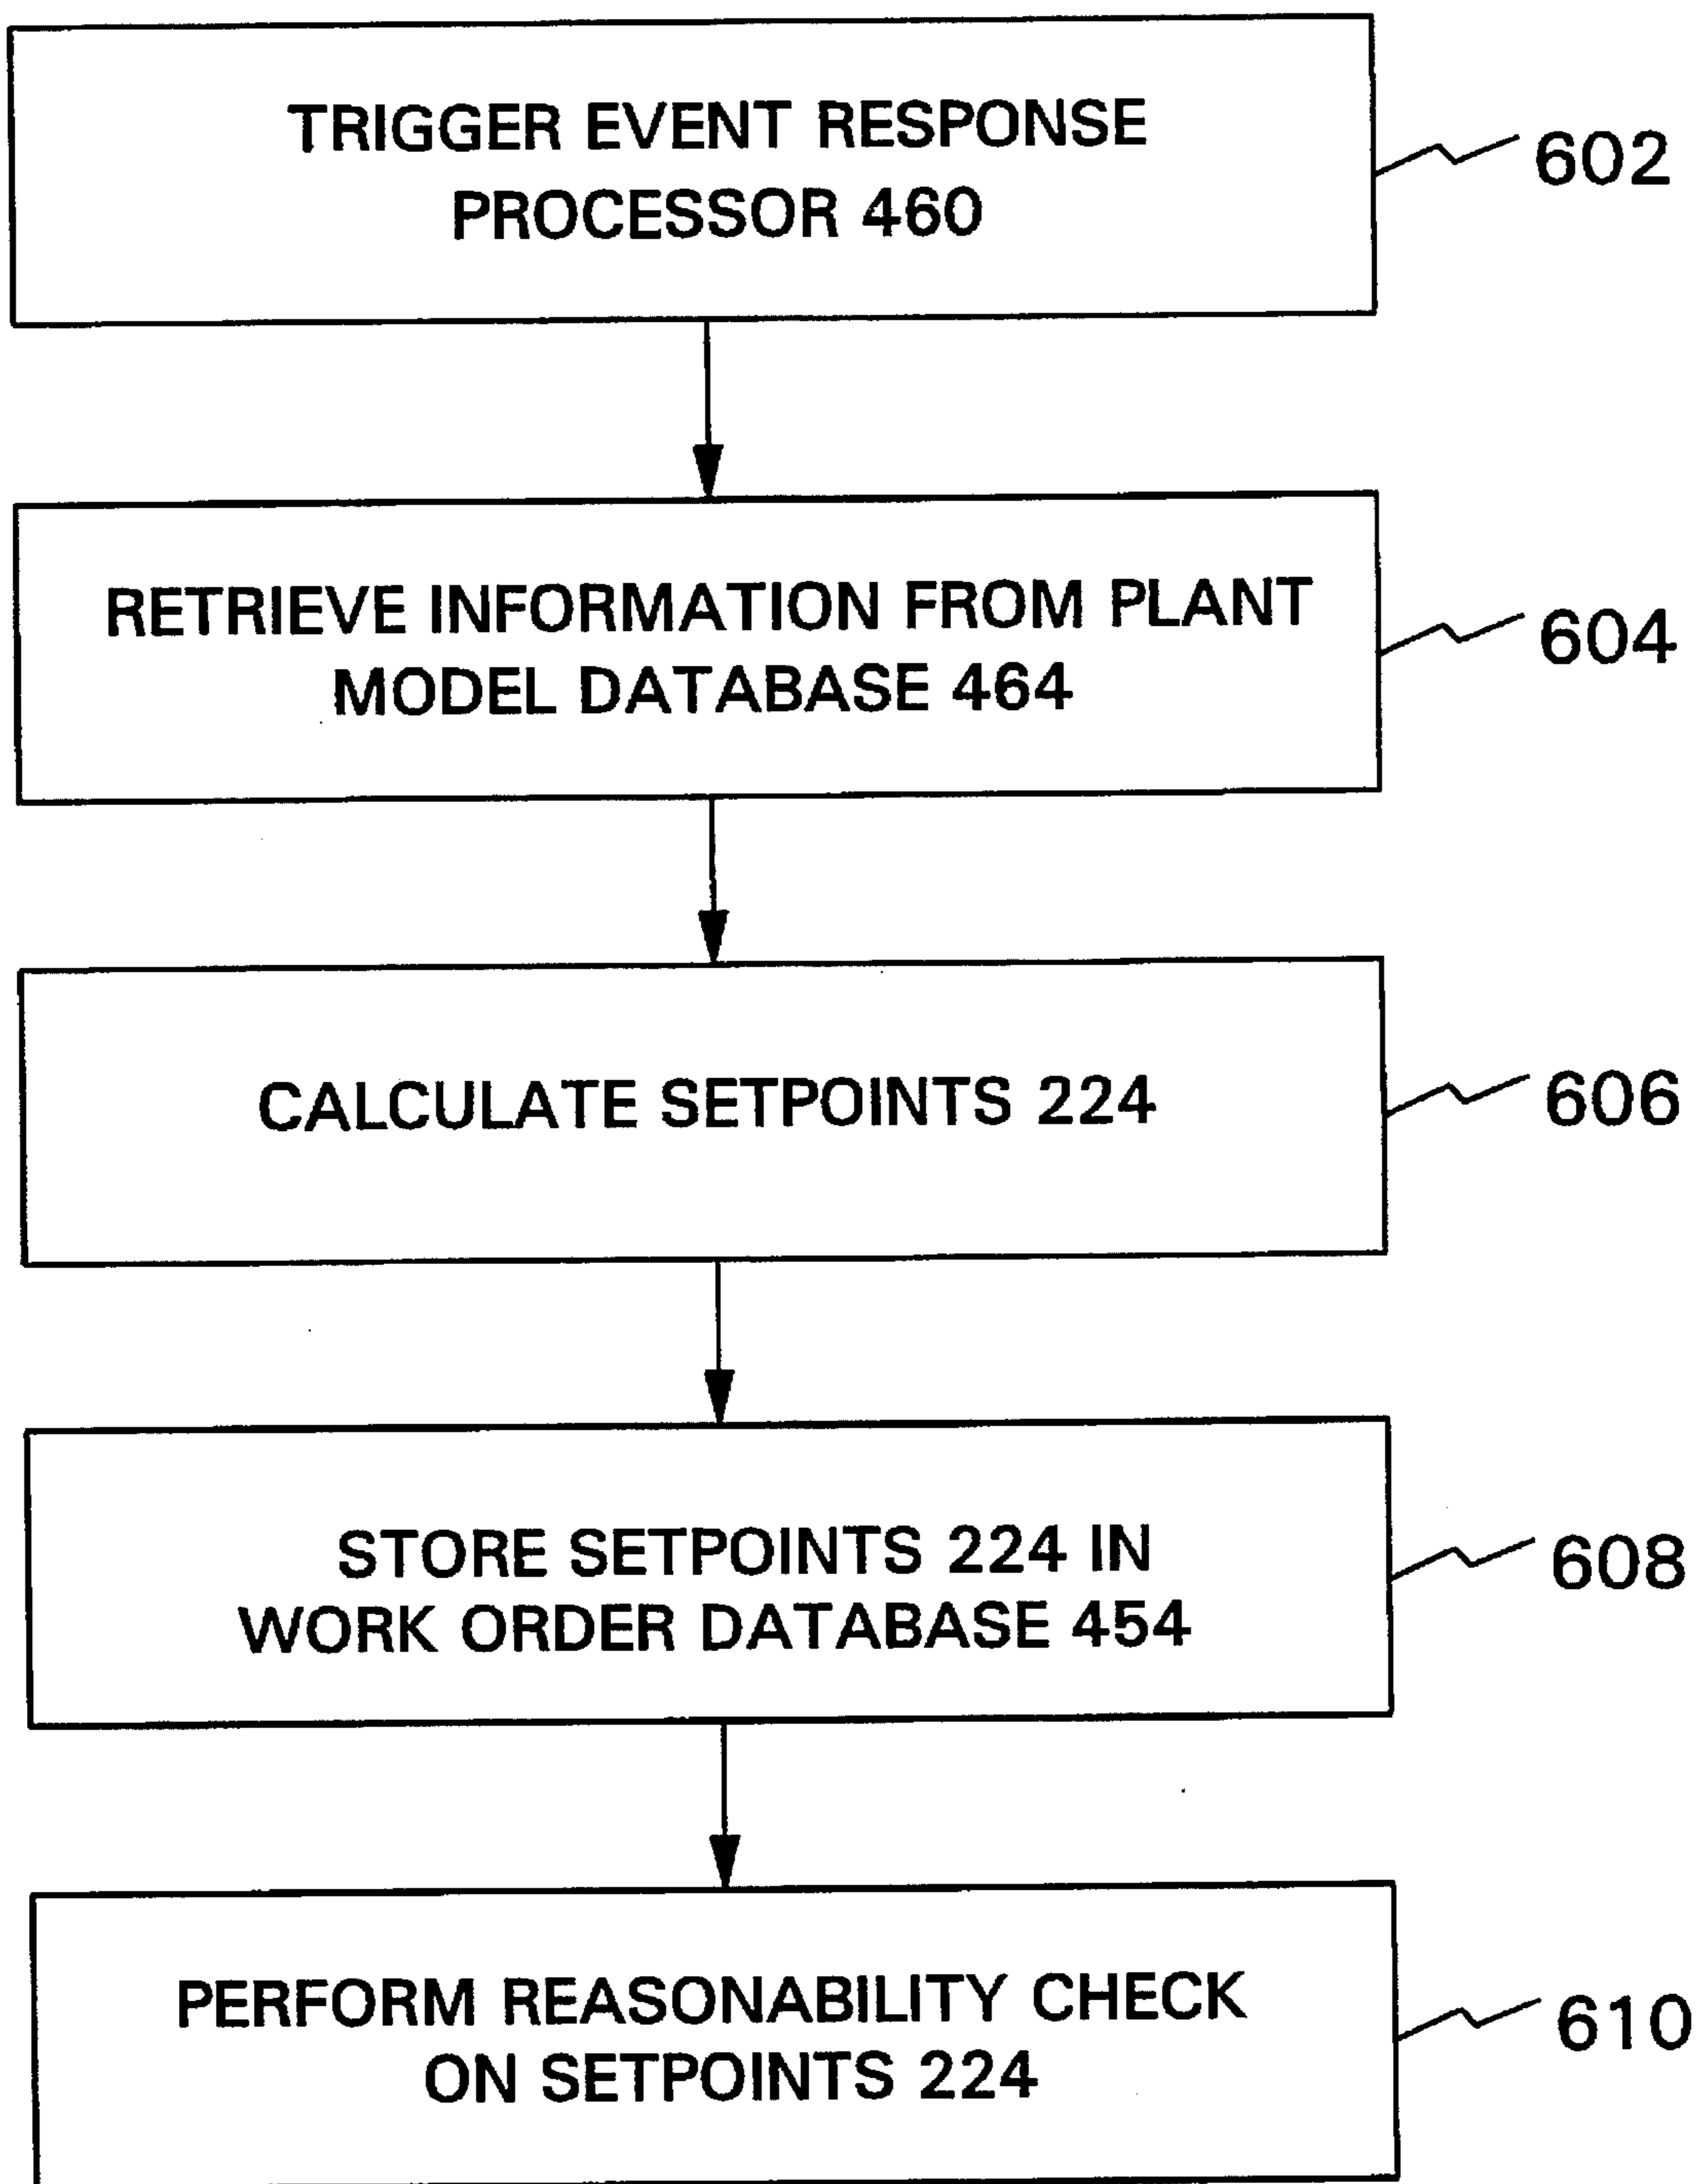 TRIGGER EVENT RESPONSE
PROCESSOR 460
602
RETRIEVE INFORMATION FROM PLANT
MODEL DATABASE 464
604
CALCULATE SETPOINTS 224
606
STORE SETPOINTS 224 IN
WORK ORDER DATABASE 454
608
PERFORM REASONABILITY CHECK
ON SETPOINTS 224
610